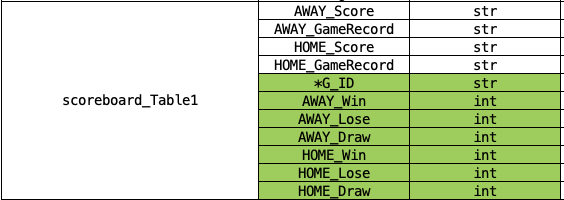 AWAY_Score str
AWAY_GameRecord str
HOME_Score str
HOME_GameRecord str
*G_ID str
scoreboard_Table1 AWAY_Win int
AWAY_Lose int
AWAY_Draw int
HOME_Win int
HOME_Lose int
HOME_Draw int